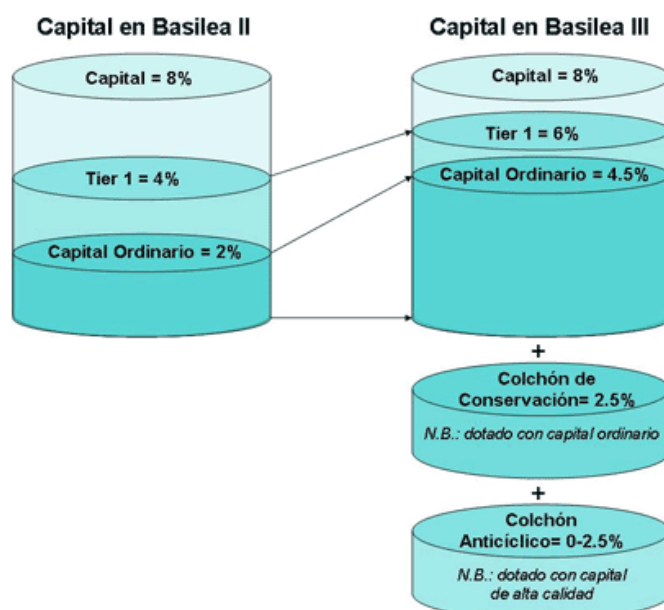 Capital en Basilea II
Capital = 8%
Tier 1 = 4%
Capital Ordinario = 2%
Capital en Basilea III
Capital = 8%
Tier 1 = 6%
Capital Ordinario = 4.5%
+
Colchón de
Conservación= 2.5%
N.B.: dotado con capital ordinario
+
Colchón
Anticíclico= 0-2.5%
N.B.: dotado con capital
de alta calidad